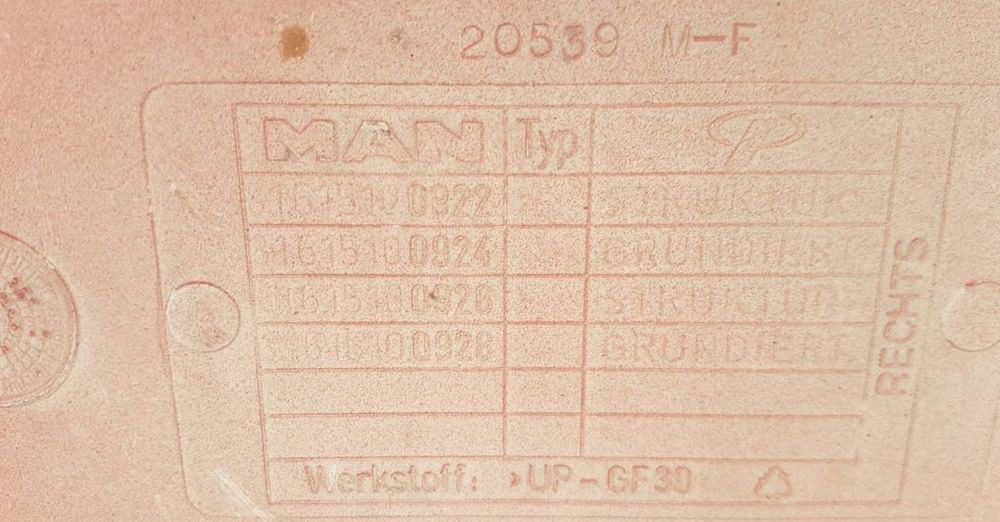 20539 M-F
MAN Typ
81.61510.0922 STRUKTUR
81.61510.0924 GRUNDIERT
81.61510.0926 STRUKTUR
81.61510.0928 GRUNDIERT
RECHTS
Werkstoff: >UP-GF30